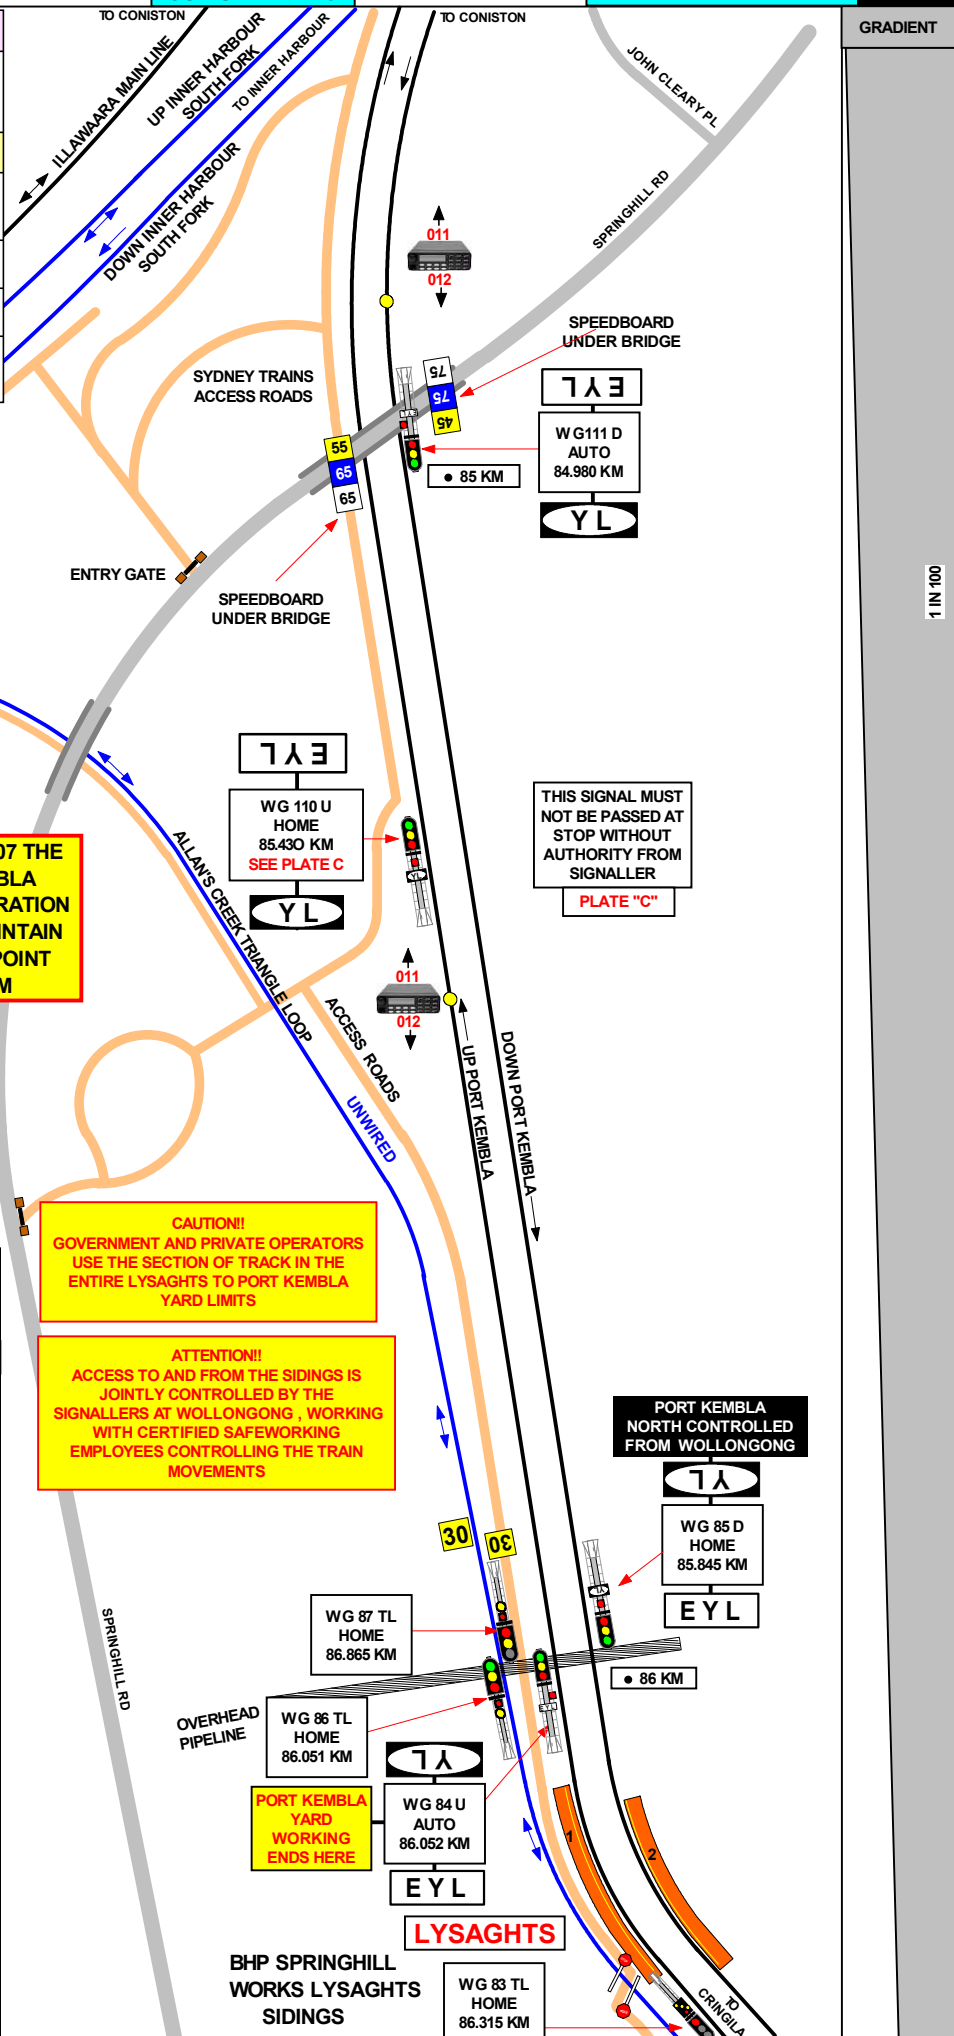 TO CONISTON
TO CONISTON
GRADIENT
ILLAWAARA MAIN LINE
UP INNER HARBOUR
SOUTH FORK
TO INNER HARBOUR
DOWN INNER HARBOUR
SOUTH FORK
JOHN CLEARY PL
SPRINGHILL RD
011
012
SPEEDBOARD
UNDER BRIDGE
SYDNEY TRAINS
ACCESS ROADS
75
75
45
EYL
WG111 D
AUTO
84.980 KM
YL
EYL
55
65
65
85 KM
ENTRY GATE
SPEEDBOARD
UNDER BRIDGE
1 IN 100
EYL
WG 110 U
HOME
85.430 KM
SEE PLATE C
YL
YL
THIS SIGNAL MUST
NOT BE PASSED AT
STOP WITHOUT
AUTHORITY FROM
SIGNALLER
PLATE "C"
07 THE
BLA
RATION
INTAIN
POINT
M
ALLAN'S CREEK TRIANGLE LOOP
011
012
ACCESS ROADS
UP PORT KEMBLA
DOWN PORT KEMBLA
UNWIRED
CAUTION!!
GOVERNMENT AND PRIVATE OPERATORS
USE THE SECTION OF TRACK IN THE
ENTIRE LYSAGHTS TO PORT KEMBLA
YARD LIMITS
ATTENTION!!
ACCESS TO AND FROM THE SIDINGS IS
JOINTLY CONTROLLED BY THE
SIGNALLERS AT WOLLONGONG , WORKING
WITH CERTIFIED SAFEWORKING
EMPLOYEES CONTROLLING THE TRAIN
MOVEMENTS
PORT KEMBLA
NORTH CONTROLLED
FROM WOLLONGONG
YL
WG 85 D
HOME
85.845 KM
EYL
YL
30
30
SPRINGHILL RD
WG 87 TL
HOME
86.865 KM
86 KM
OVERHEAD
PIPELINE
WG 86 TL
HOME
86.051 KM
EYL
YL
PORT KEMBLA
YARD
WORKING
ENDS HERE
WG 84 U
AUTO
86.052 KM
EYL
1
2
LYSAGHTS
BHP SPRINGHILL
WORKS LYSAGHTS
SIDINGS
WG 83 TL
HOME
86.315 KM
TO
CRINGILA